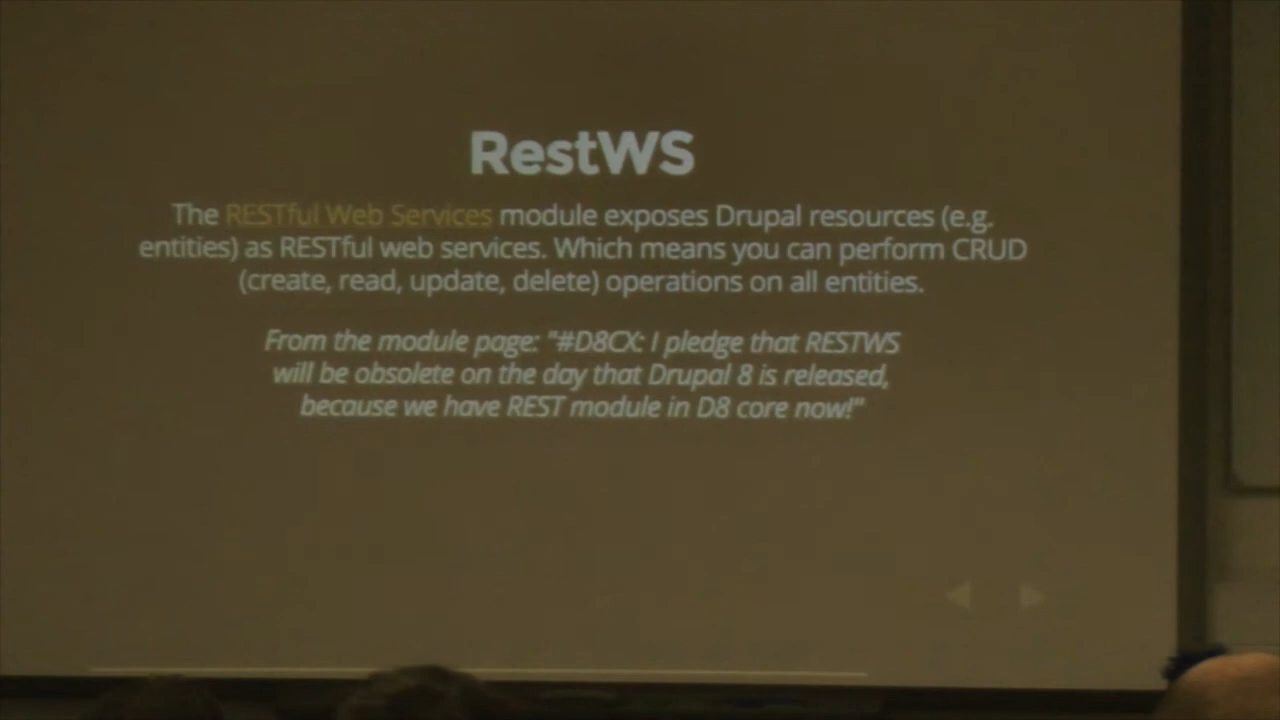 RestWS
The RESTful Web Services module exposes Drupal resources (e.g.
entities) as RESTful web services. Which means you can perform CRUD
(create, read, update, delete) operations on all entities.
From the module page: "#D8CX: I pledge that RESTWS
will be obsolete on the day that Drupal 8 is released,
because we have REST module in D8 core now!"